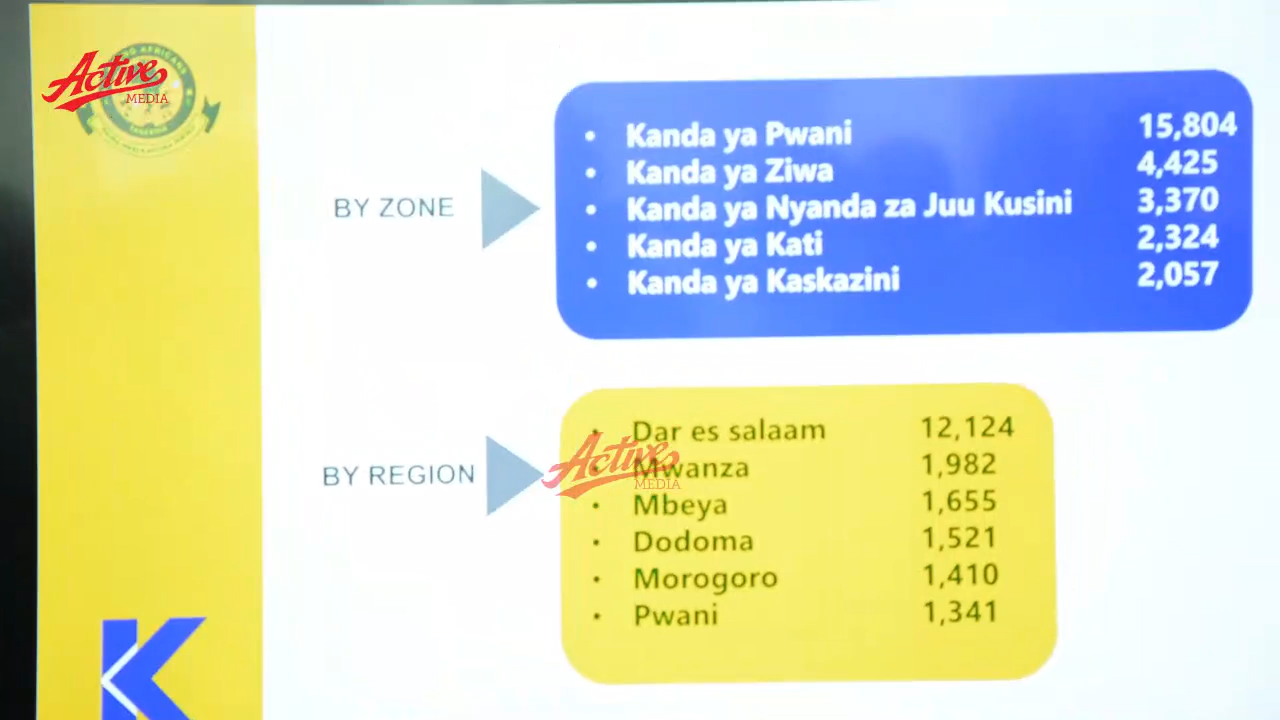 Active
MEDIA
TANZANIA
BY ZONE
• Kanda ya Pwani 15,804
• Kanda ya Ziwa 4,425
• Kanda ya Nyanda za Juu Kusini 3,370
• Kanda ya Kati 2,324
• Kanda ya Kaskazini 2,057
BY REGION
• Dar es salaam 12,124
• Mwanza 1,982
• Mbeya 1,655
• Dodoma 1,521
• Morogoro 1,410
• Pwani 1,341
Active
MEDIA
K